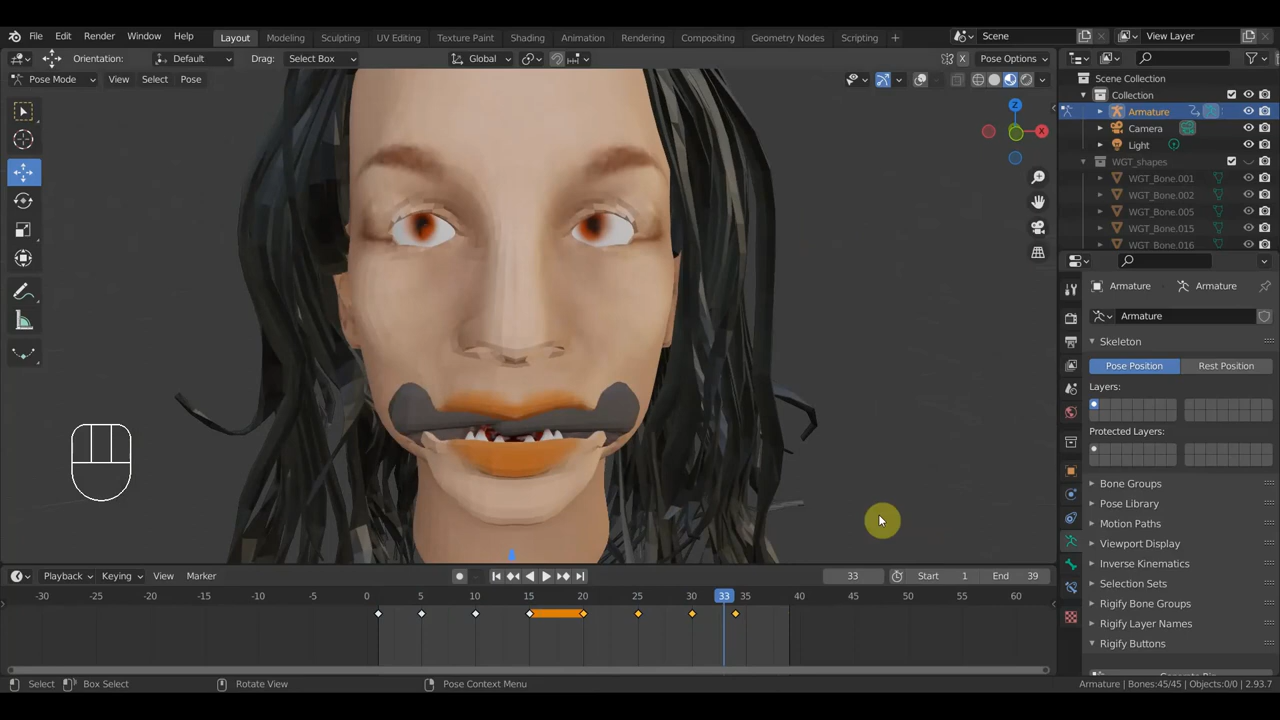 File Edit Render Window Help Layout Modeling Sculpting UV Editing Texture Paint Shading Animation Rendering Compositing Geometry Nodes Scripting + Scene View Layer
Orientation: Default Drag: Select Box Global Pose Options
Pose Mode View Select Pose
Scene Collection
Collection
Armature
Camera
Light
WGT_shapes
WGT_Bone.001
WGT_Bone.002
WGT_Bone.005
WGT_Bone.015
WGT_Bone.016
Z
X
Armature Armature
Armature
Skeleton
Pose Position Rest Position
Layers:
Protected Layers:
Bone Groups
Pose Library
Motion Paths
Viewport Display
Inverse Kinematics
Selection Sets
Rigify Bone Groups
Rigify Layer Names
Rigify Buttons
Playback Keying View Marker 33 Start 1 End 39
-30 -25 -20 -15 -10 -5 0 5 10 15 20 25 30 33 35 40 45 50 55 60
Select Box Select Rotate View Pose Context Menu Armature | Bones:45/45 | Objects:0/0 | 2.93.7